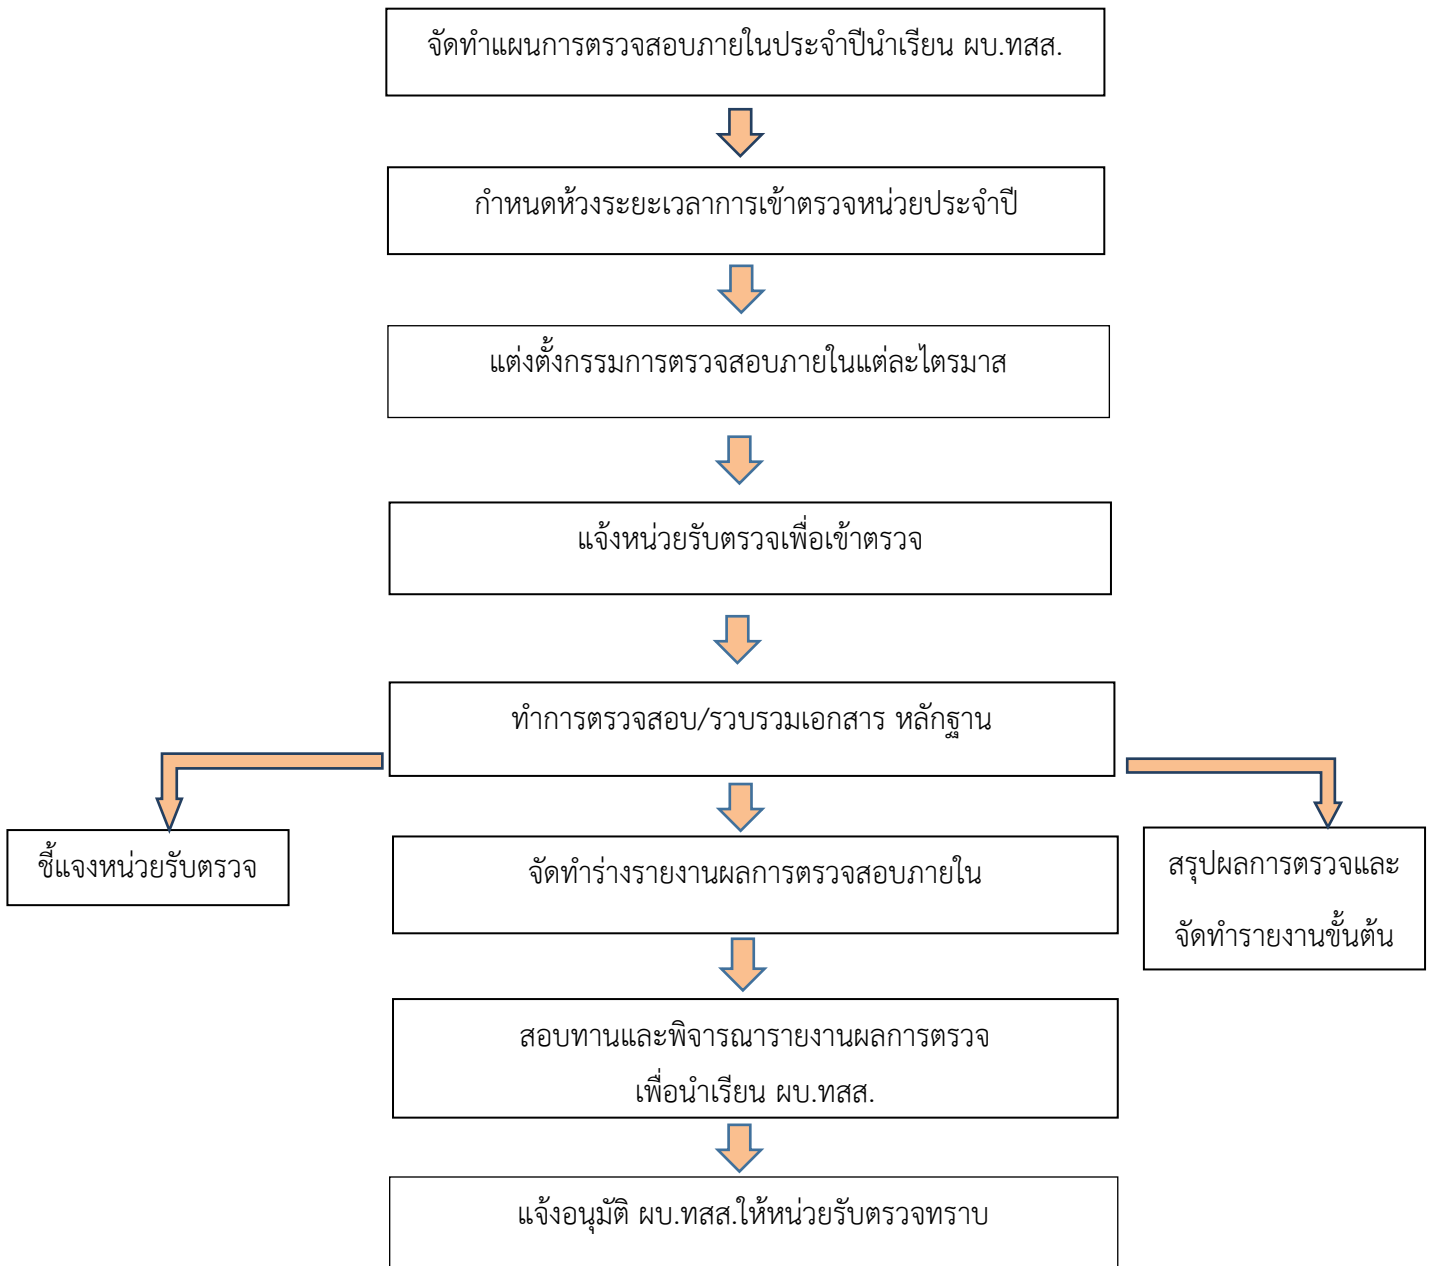 จัดทำแผนการตรวจสอบภายในประจำปีนำเรียน ผบ.ทสส.
กำหนดห้วงระยะเวลาการเข้าตรวจหน่วยประจำปี
แต่งตั้งกรรมการตรวจสอบภายในแต่ละไตรมาส
แจ้งหน่วยรับตรวจเพื่อเข้าตรวจ
ทำการตรวจสอบ/รวบรวมเอกสาร หลักฐาน
ชี้แจงหน่วยรับตรวจ
จัดทำร่างรายงานผลการตรวจสอบภายใน
สรุปผลการตรวจและ
จัดทำรายงานขั้นต้น
สอบทานและพิจารณารายงานผลการตรวจ
เพื่อนำเรียน ผบ.ทสส.
แจ้งอนุมัติ ผบ.ทสส.ให้หน่วยรับตรวจทราบ